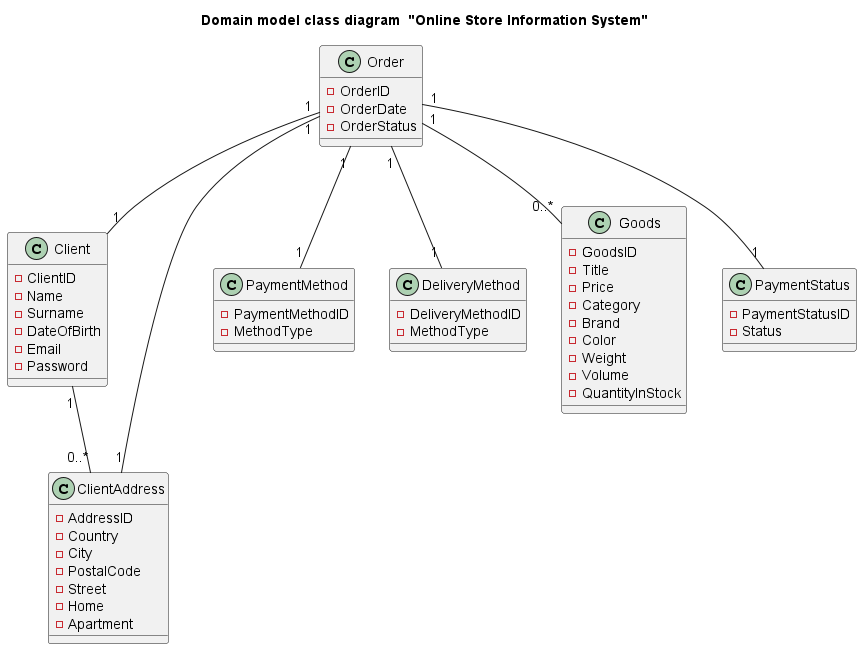 Domain model class diagram "Online Store Information System"
C Order
OrderID
OrderDate
OrderStatus
1
1
1
1
1
1
1
1
1
0..*
1
C Client
ClientID
Name
Surname
DateOfBirth
Email
Password
C PaymentMethod
PaymentMethodID
MethodType
C DeliveryMethod
DeliveryMethodID
MethodType
C Goods
GoodsID
Title
Price
Category
Brand
Color
Weight
Volume
QuantityInStock
C PaymentStatus
PaymentStatusID
Status
1
0..*
1
C ClientAddress
AddressID
Country
City
PostalCode
Street
Home
Apartment